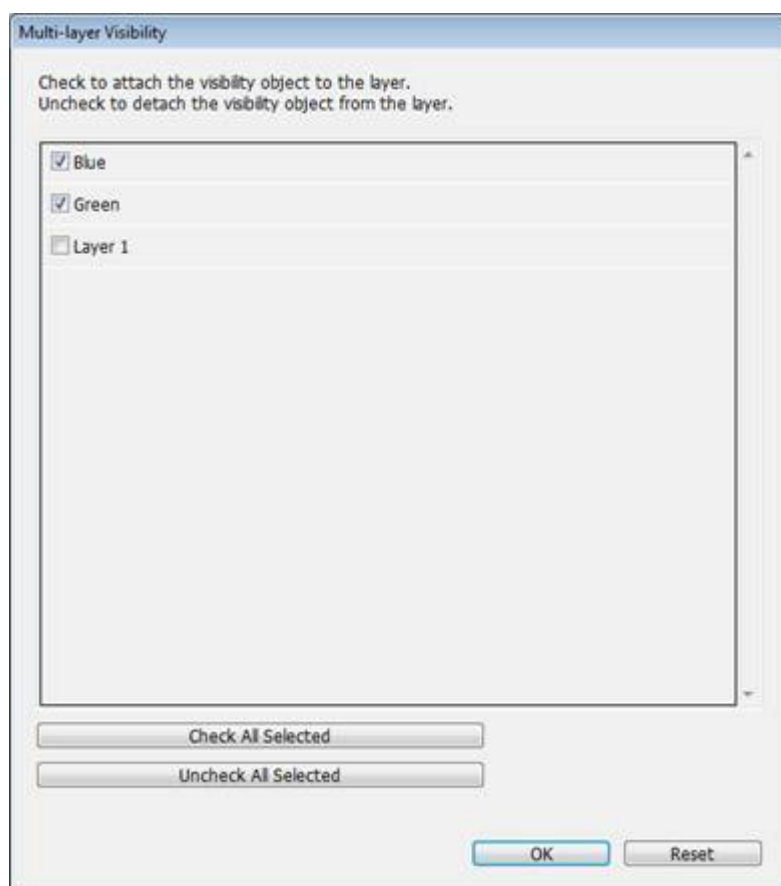 Multi-layer Visibility
Check to attach the visibility object to the layer.
Uncheck to detach the visibility object from the layer.
Blue
Green
Layer 1
Check All Selected
Uncheck All Selected
OK
Reset